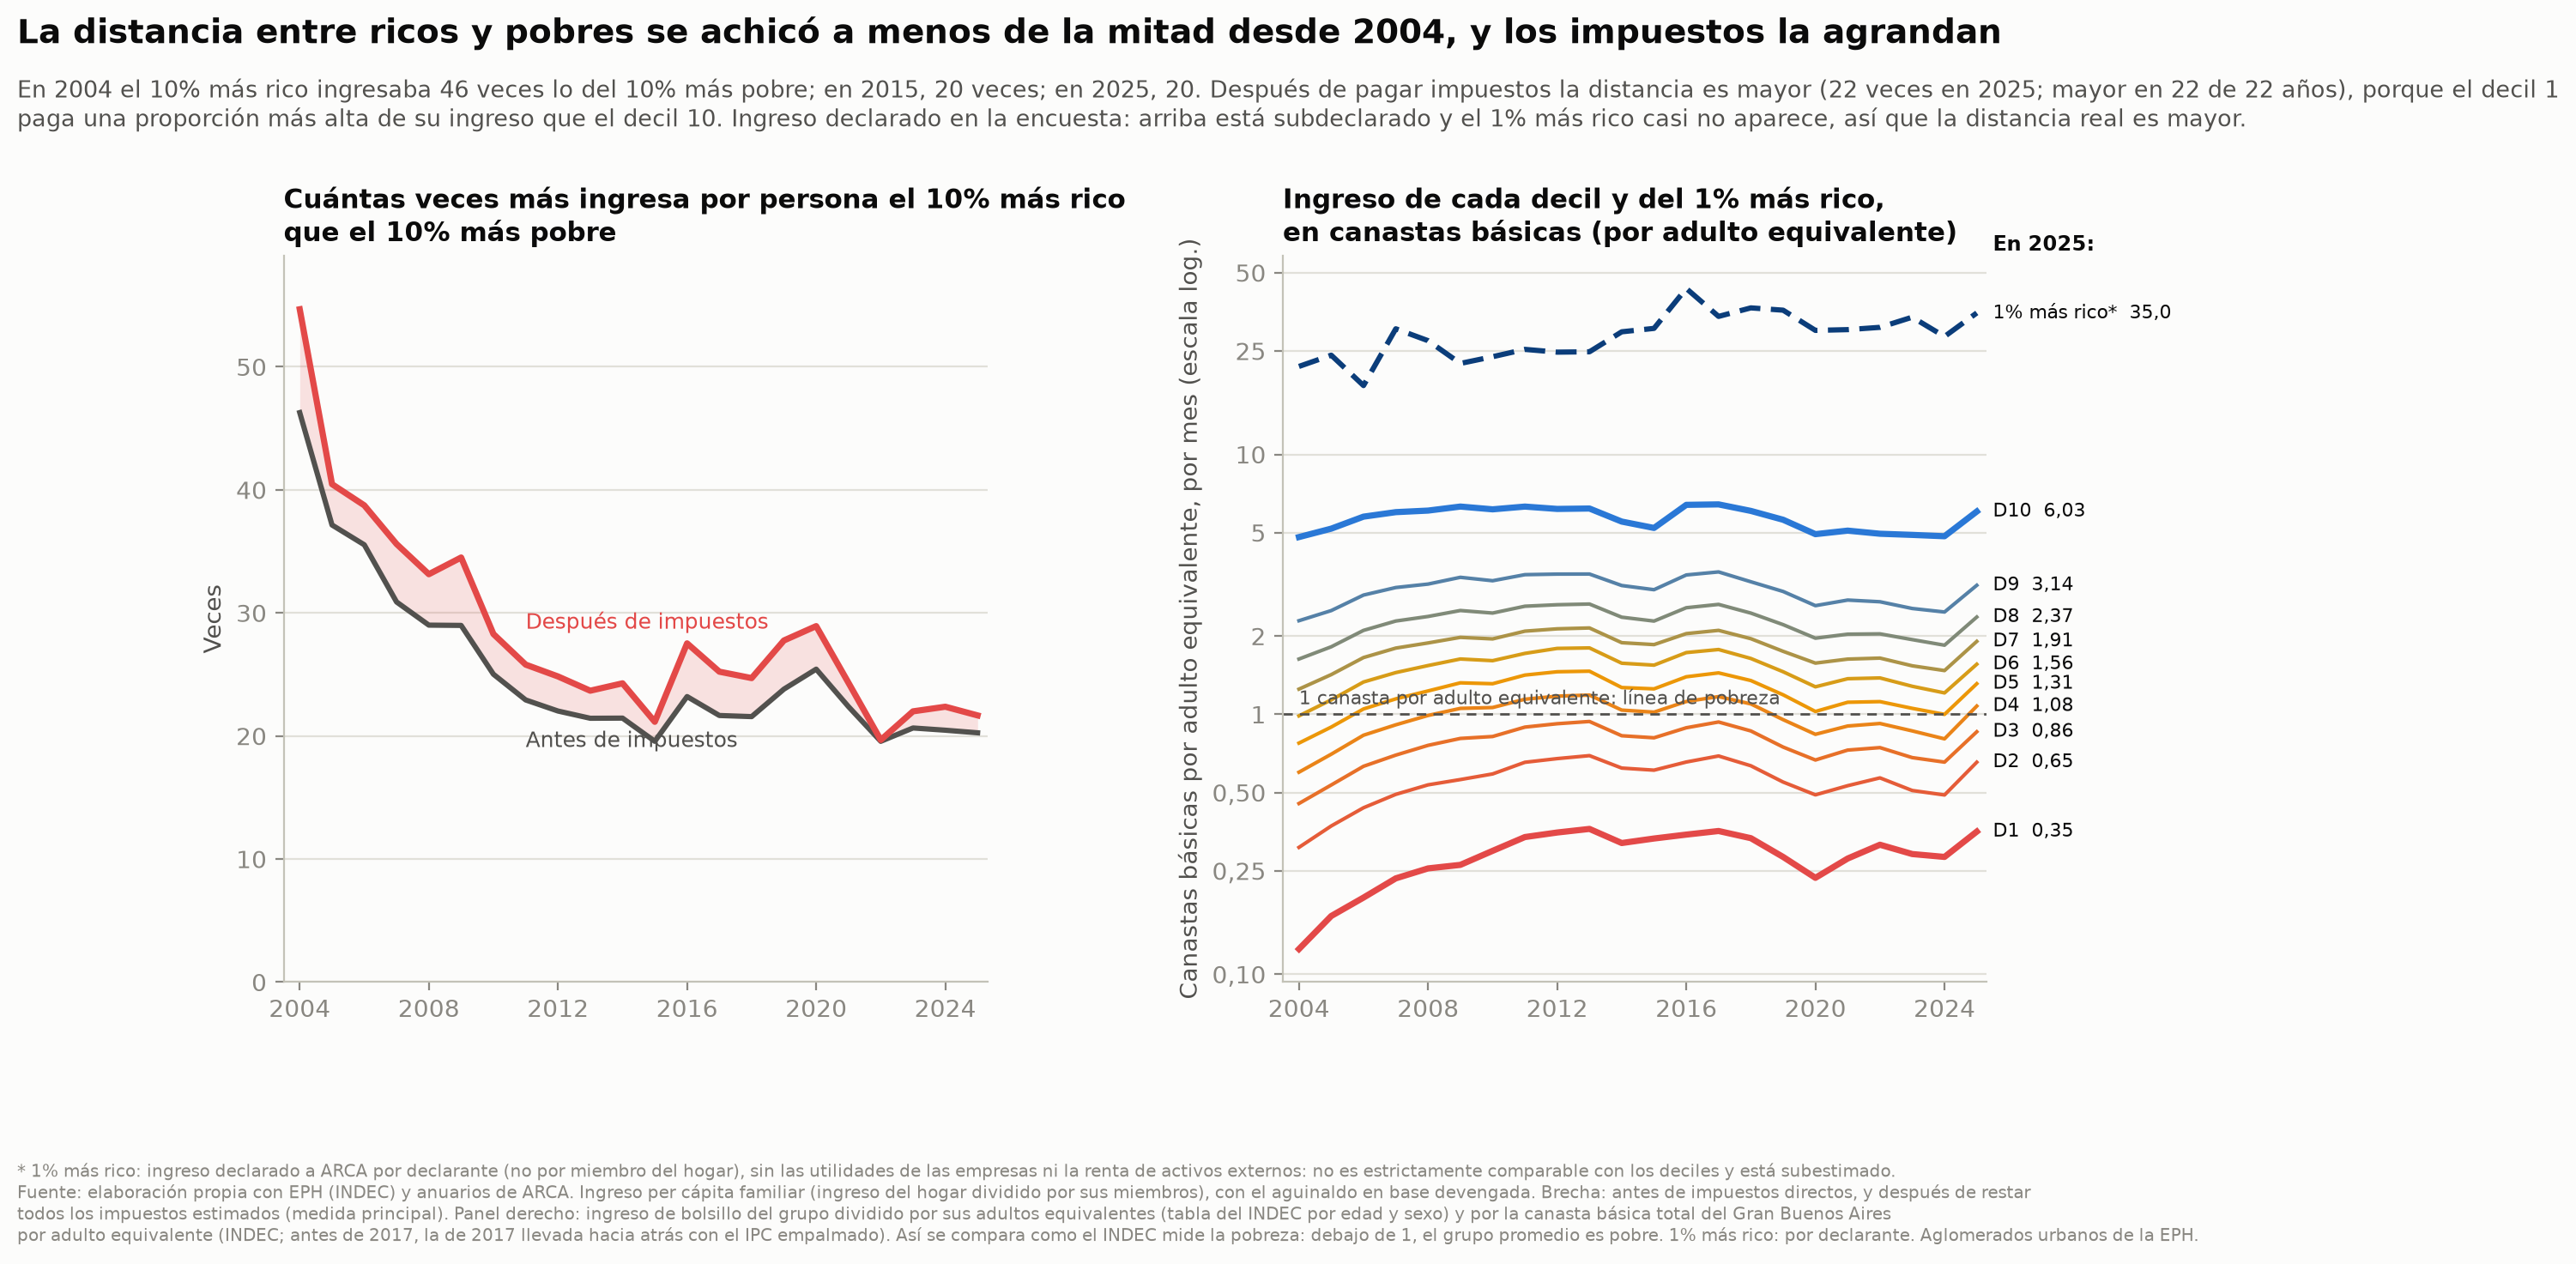 La distancia entre ricos y pobres se achicó a menos de la mitad desde 2004, y los impuestos la agrandan
En 2004 el 10% más rico ingresaba 46 veces lo del 10% más pobre; en 2015, 20 veces; en 2025, 20. Después de pagar impuestos la distancia es mayor (22 veces en 2025; mayor en 22 de 22 años), porque el decil 1
paga una proporción más alta de su ingreso que el decil 10. Ingreso declarado en la encuesta: arriba está subdeclarado y el 1% más rico casi no aparece, así que la distancia real es mayor.
Cuántas veces más ingresa por persona el 10% más rico
que el 10% más pobre
Veces
50
40
30
20
10
0
Después de impuestos
Antes de impuestos
2004
2008
2012
2016
2020
2024
Ingreso de cada decil y del 1% más rico,
en canastas básicas (por adulto equivalente)
En 2025:
Canastas básicas por adulto equivalente, por mes (escala log.)
50
25
10
5
2
1
0,50
0,25
0,10
1 canasta por adulto equivalente: línea de pobreza
1% más rico* 35,0
D10 6,03
D9 3,14
D8 2,37
D7 1,91
D6 1,56
D5 1,31
D4 1,08
D3 0,86
D2 0,65
D1 0,35
2004
2008
2012
2016
2020
2024
* 1% más rico: ingreso declarado a ARCA por declarante (no por miembro del hogar), sin las utilidades de las empresas ni la renta de activos externos: no es estrictamente comparable con los deciles y está subestimado.
Fuente: elaboración propia con EPH (INDEC) y anuarios de ARCA. Ingreso per cápita familiar (ingreso del hogar dividido por sus miembros), con el aguinaldo en base devengada. Brecha: antes de impuestos directos, y después de restar
todos los impuestos estimados (medida principal). Panel derecho: ingreso de bolsillo del grupo dividido por sus adultos equivalentes (tabla del INDEC por edad y sexo) y por la canasta básica total del Gran Buenos Aires
por adulto equivalente (INDEC; antes de 2017, la de 2017 llevada hacia atrás con el IPC empalmado). Así se compara como el INDEC mide la pobreza: debajo de 1, el grupo promedio es pobre. 1% más rico: por declarante. Aglomerados urbanos de la EPH.